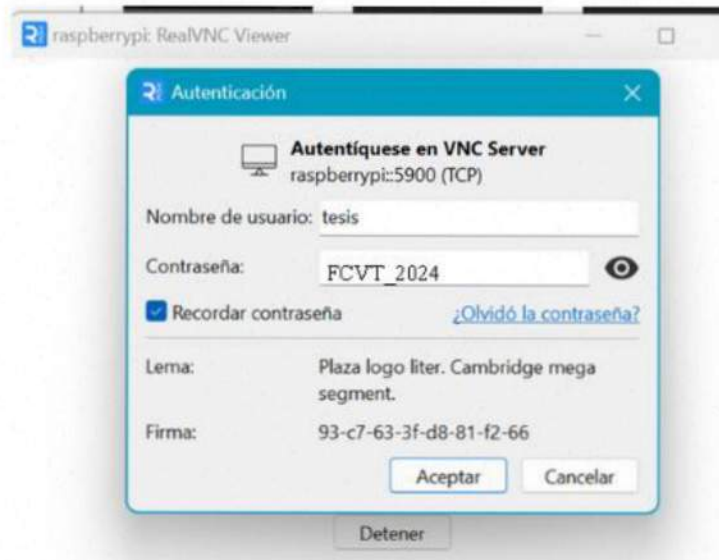 raspberrypi: RealVNC Viewer
Autenticación
Autentíquese en VNC Server
raspberrypi::5900 (TCP)
Nombre de usuario: tesis
Contraseña: FCVT_2024
Recordar contraseña ¿Olvidó la contraseña?
Lema: Plaza logo liter. Cambridge mega
segment.
Firma: 93-c7-63-3f-d8-81-f2-66
Aceptar Cancelar
Detener